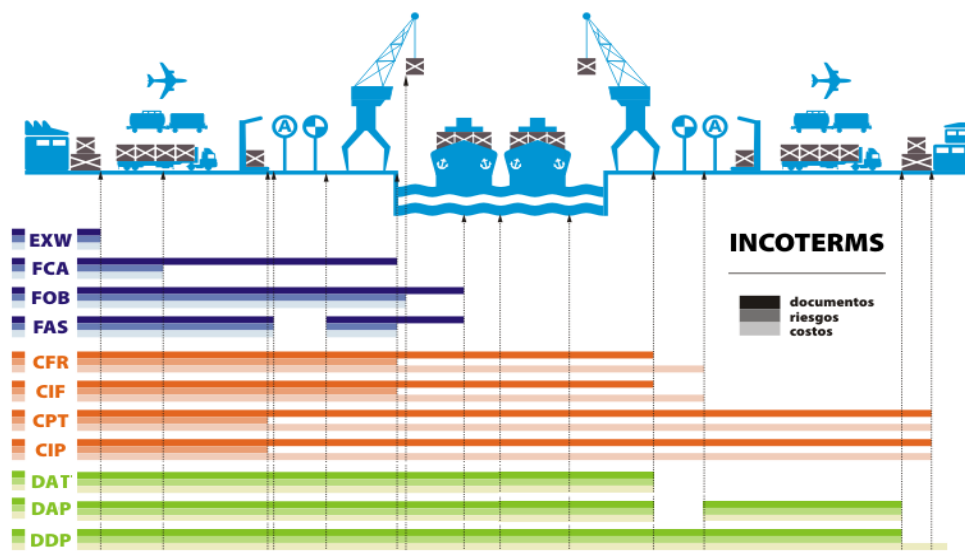 A
A
EXW
FCA
FOB
FAS
CFR
CIF
CPT
CIP
DAT
DAP
DDP
INCOTERMS
documentos
riesgos
costos